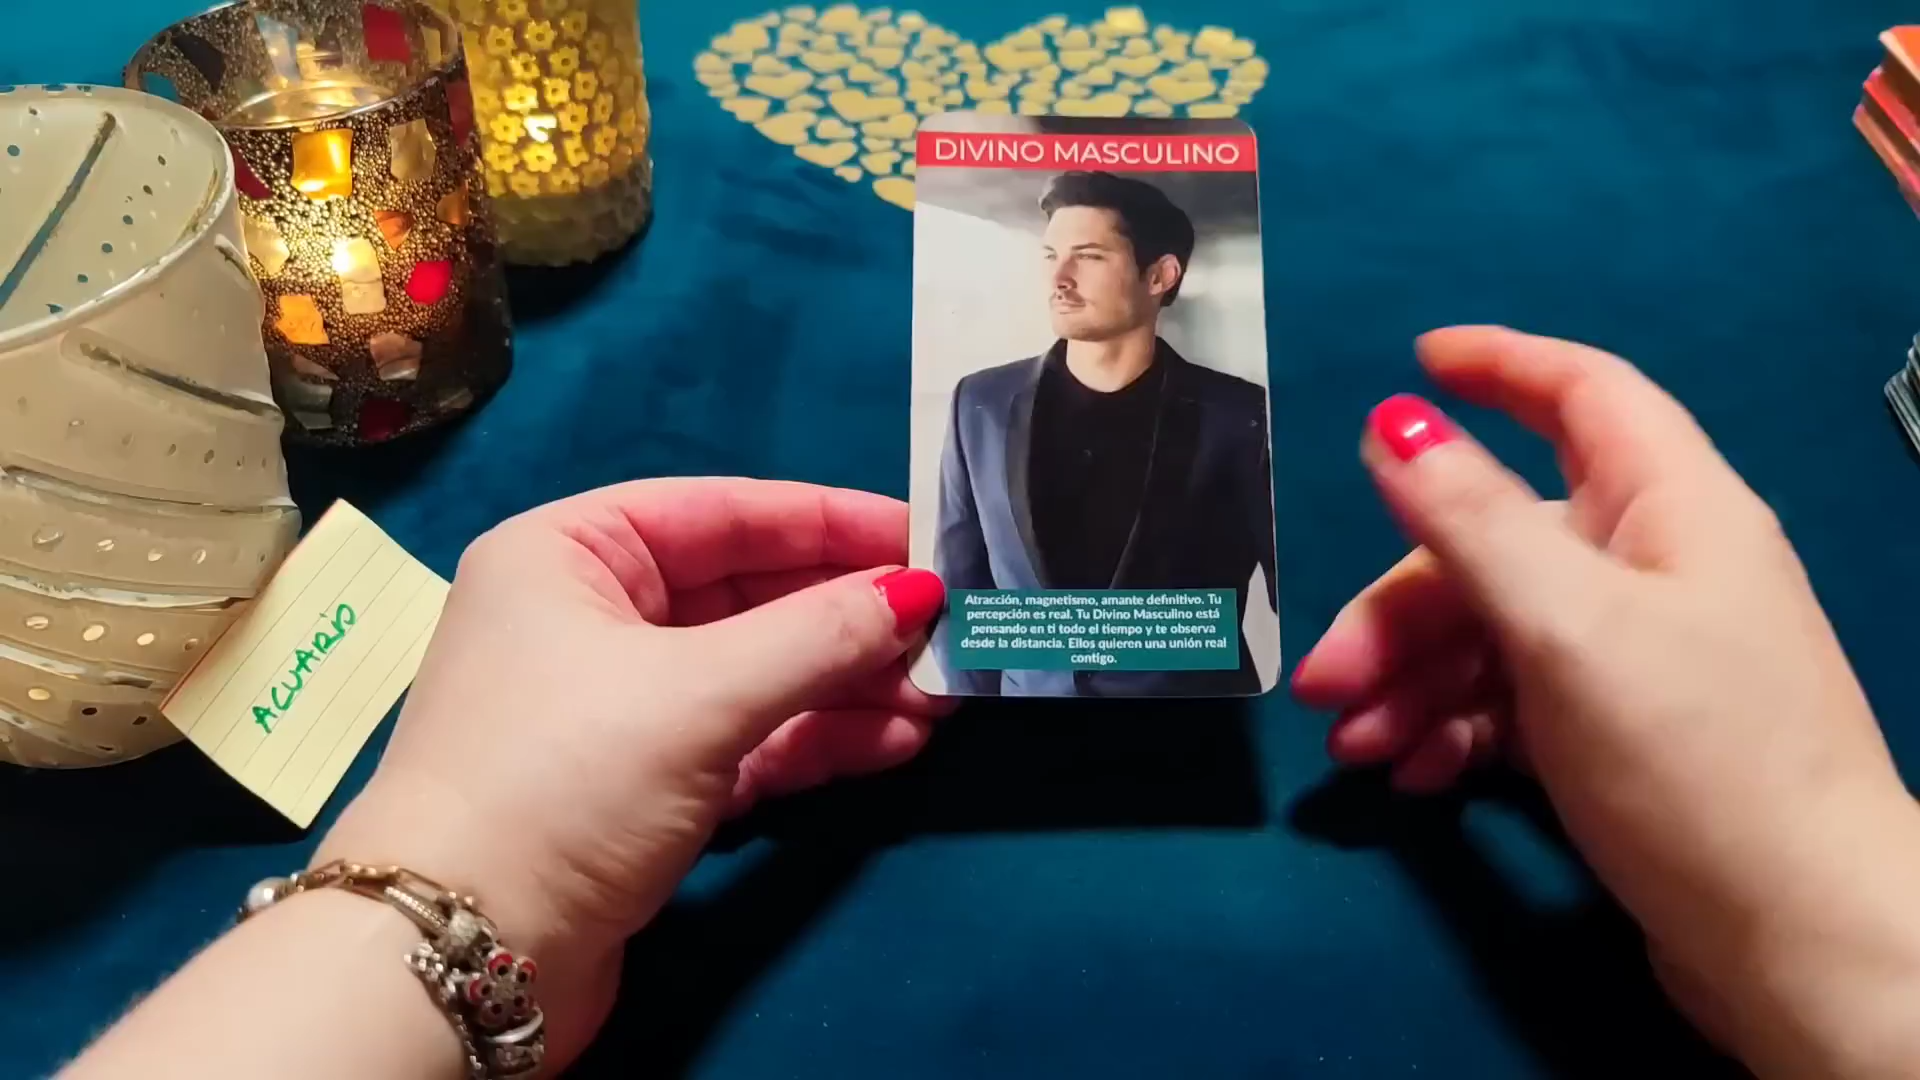 DIVINO MASCULINO
Atracción, magnetismo, amante definitivo. Tu
percepción es real. Tu Divino Masculino está
pensando en ti todo el tiempo y te observa
desde la distancia. Ellos quieren una unión real
contigo.
ACUARIO